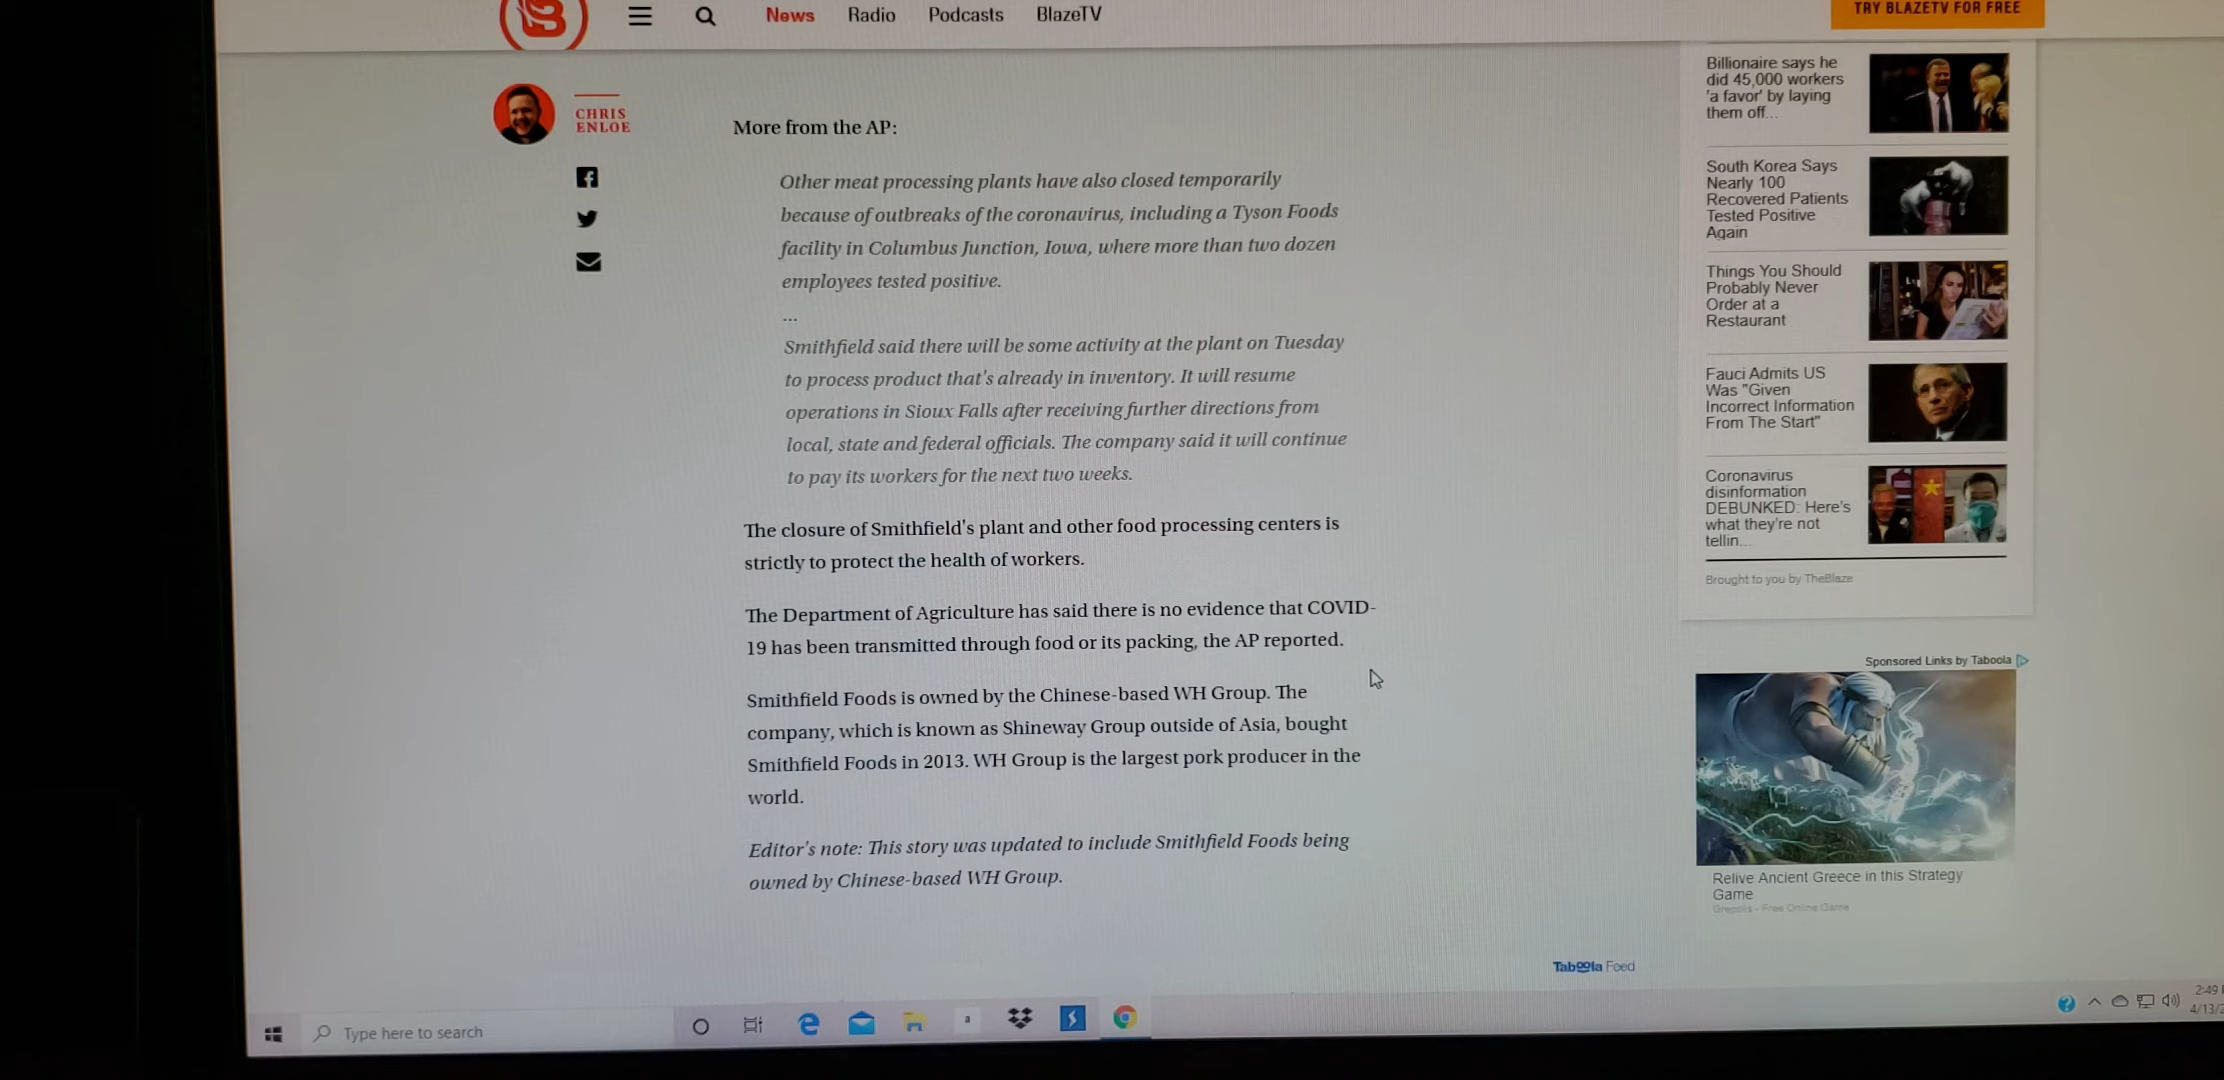 News Radio Podcasts BlazeTV
TRY BLAZETV FOR FREE
CHRIS
ENLOE
More from the AP:
Other meat processing plants have also closed temporarily
because of outbreaks of the coronavirus, including a Tyson Foods
facility in Columbus Junction, Iowa, where more than two dozen
employees tested positive.
...
Smithfield said there will be some activity at the plant on Tuesday
to process product that's already in inventory. It will resume
operations in Sioux Falls after receiving further directions from
local, state and federal officials. The company said it will continue
to pay its workers for the next two weeks.
The closure of Smithfield's plant and other food processing centers is
strictly to protect the health of workers.
The Department of Agriculture has said there is no evidence that COVID-
19 has been transmitted through food or its packing, the AP reported.
Smithfield Foods is owned by the Chinese-based WH Group. The
company, which is known as Shineway Group outside of Asia, bought
Smithfield Foods in 2013. WH Group is the largest pork producer in the
world.
Editor's note: This story was updated to include Smithfield Foods being
owned by Chinese-based WH Group.
Billionaire says he
did 45,000 workers
'a favor' by laying
them off...
South Korea Says
Nearly 100
Recovered Patients
Tested Positive
Again
Things You Should
Probably Never
Order at a
Restaurant
Fauci Admits US
Was "Given
Incorrect Information
From The Start"
Coronavirus
disinformation
DEBUNKED: Here's
what they're not
tellin...
Brought to you by TheBlaze
Sponsored Links by Taboola
Relive Ancient Greece in this Strategy
Game
Grepolis - Free Online Game
Taboola Feed
Type here to search
a
2:49
4/13/2